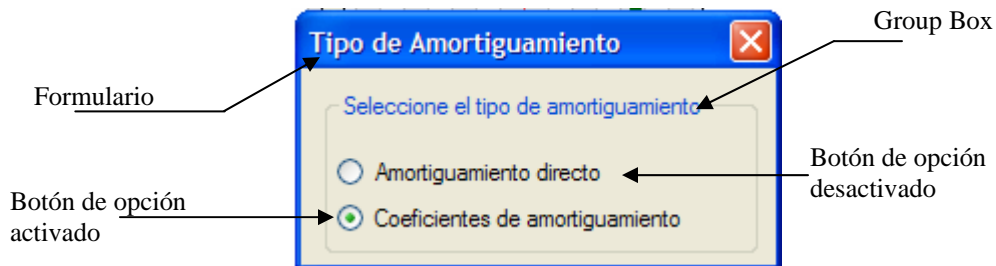 Group Box
Tipo de Amortiguamiento
Formulario
Seleccione el tipo de amortiguamiento
Amortiguamiento directo
Botón de opción
desactivado
Botón de opción
activado
Coeficientes de amortiguamiento